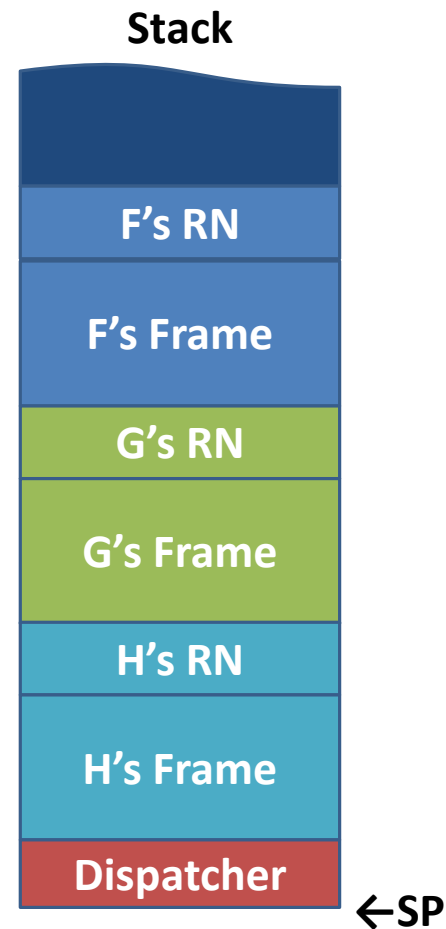 Stack
F’s RN
F’s Frame
G’s RN
G’s Frame
H’s RN
H’s Frame
Dispatcher
←SP